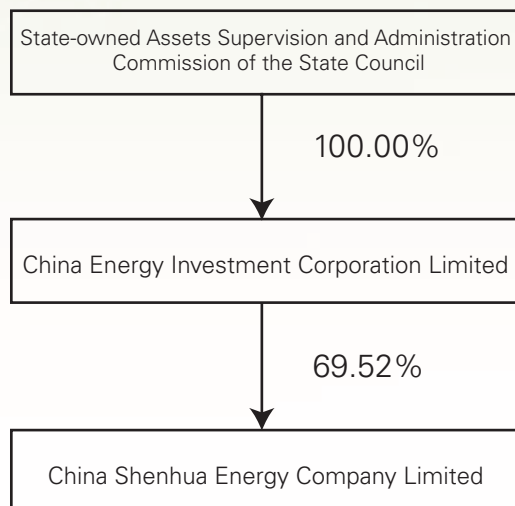 State-owned Assets Supervision and Administration
Commission of the State Council
100.00%
China Energy Investment Corporation Limited
69.52%
China Shenhua Energy Company Limited